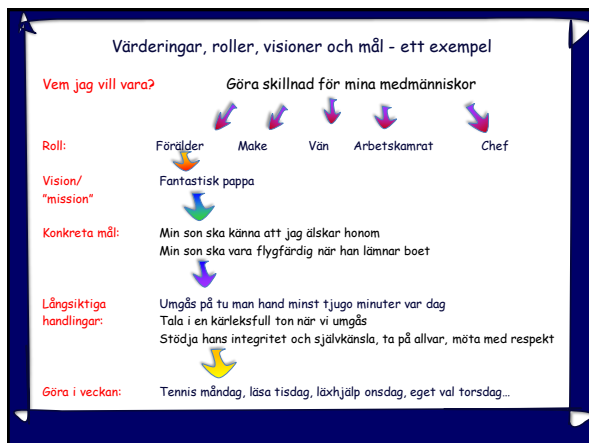 Värderingar, roller, visioner och mål - ett exempel
Vem jag vill vara? Göra skillnad för mina medmänniskor
Roll: Förälder Make Vän Arbetskamrat Chef
Vision/ Fantastisk pappa
"mission"
Konkreta mål: Min son ska känna att jag älskar honom
Min son ska vara flygfärdig när han lämnar boet
Långsiktiga Umgås på tu man hand minst tjugo minuter var dag
handlingar: Tala i en kärleksfull ton när vi umgås
Stödja hans integritet och självkänsla, ta på allvar, möta med respekt
Göra i veckan: Tennis måndag, läsa tisdag, läxhjälp onsdag, eget val torsdag…